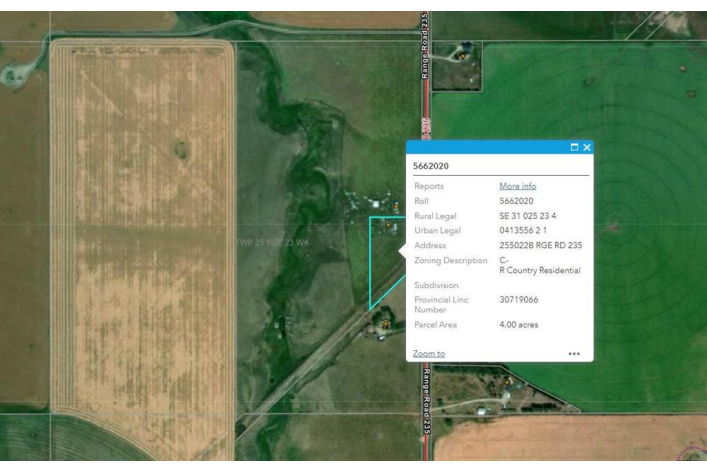 Range Road 235
5662020
Reports More info
Roll 5662020
Rural Legal SE 31 025 23 4
Urban Legal 0413556 2 1
Address 255022B RGE RD 235
Zoning Description C-
R Country Residential
Subdivision
Provincial Linc 30719066
Number
Parcel Area 4.00 acres
Zoom to
TWP 25 RGE 23 W4
Range Road 235